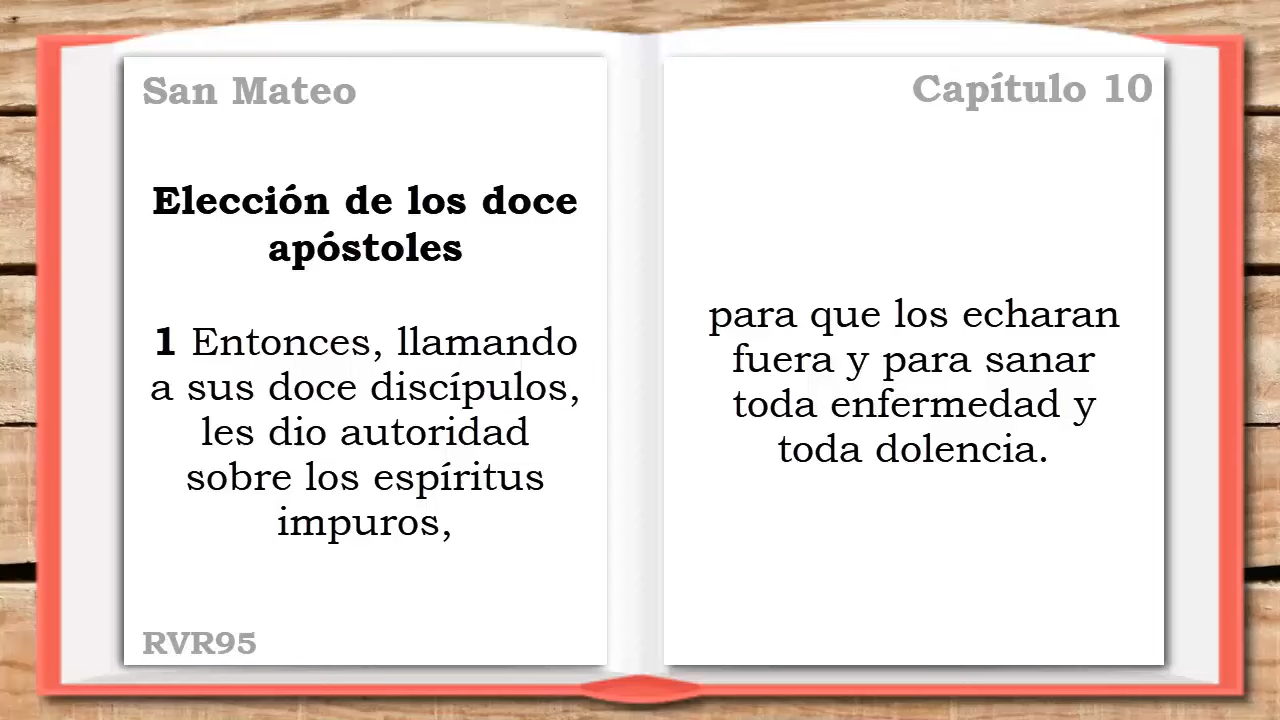 San Mateo
Elección de los doce
apóstoles
1 Entonces, llamando
a sus doce discípulos,
les dio autoridad
sobre los espíritus
impuros,
RVR95
Capítulo 10
para que los echaran
fuera y para sanar
toda enfermedad y
toda dolencia.